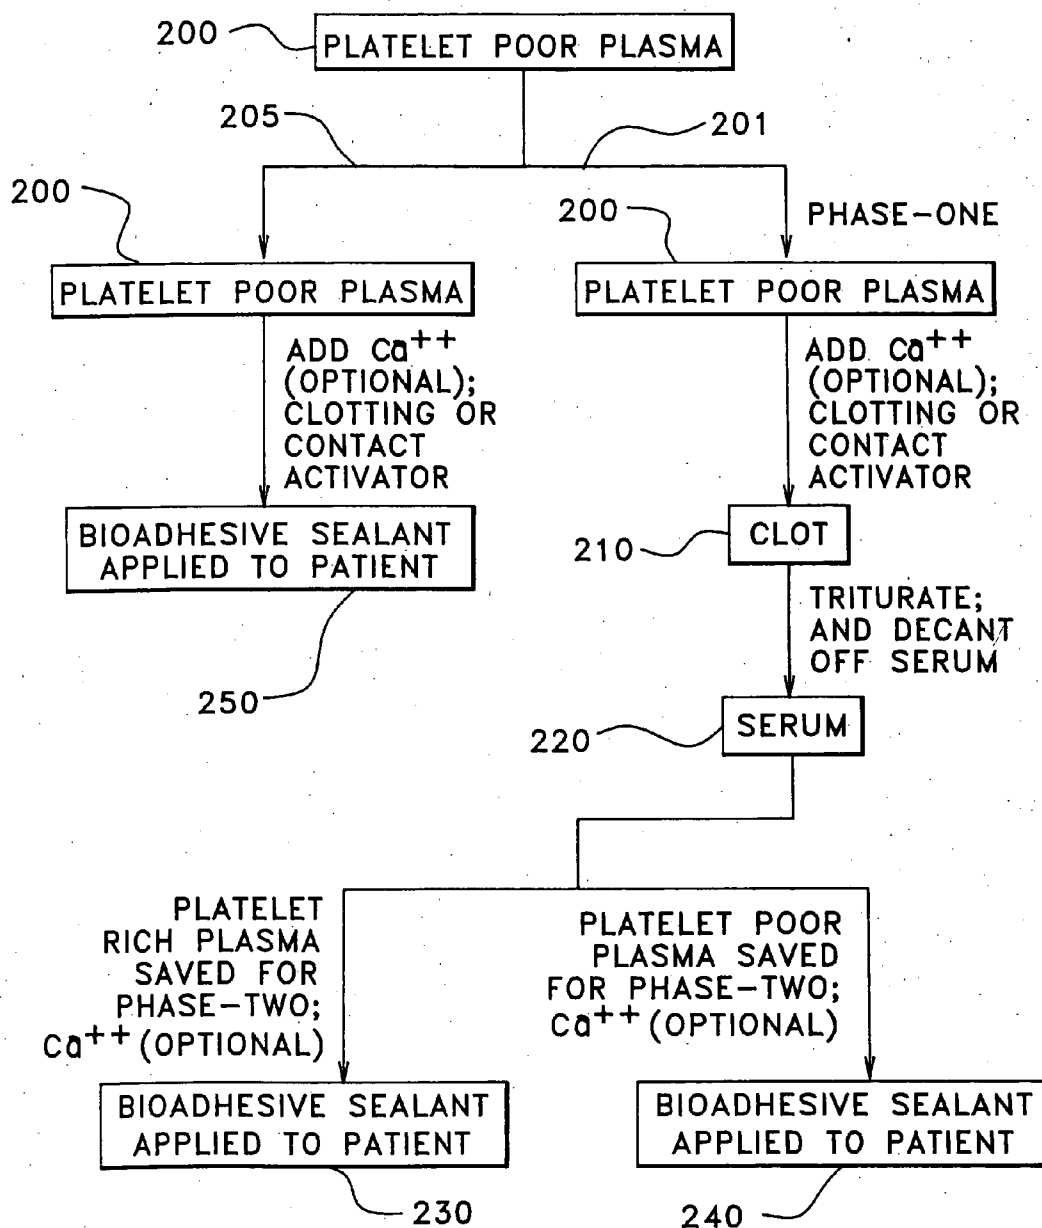 200
PLATELET POOR PLASMA
205
201
200
200
PHASE-ONE
PLATELET POOR PLASMA
PLATELET POOR PLASMA
ADD Ca++
(OPTIONAL);
CLOTTING OR
CONTACT
ACTIVATOR
ADD Ca++
(OPTIONAL);
CLOTTING OR
CONTACT
ACTIVATOR
BIOADHESIVE SEALANT
APPLIED TO PATIENT
250
210
CLOT
TRITURATE;
AND DECANT
OFF SERUM
220
SERUM
PLATELET
RICH PLASMA
SAVED FOR
PHASE-TWO;
Ca++ (OPTIONAL)
PLATELET POOR
PLASMA SAVED
FOR PHASE-TWO;
Ca++ (OPTIONAL)
BIOADHESIVE SEALANT
APPLIED TO PATIENT
230
BIOADHESIVE SEALANT
APPLIED TO PATIENT
240